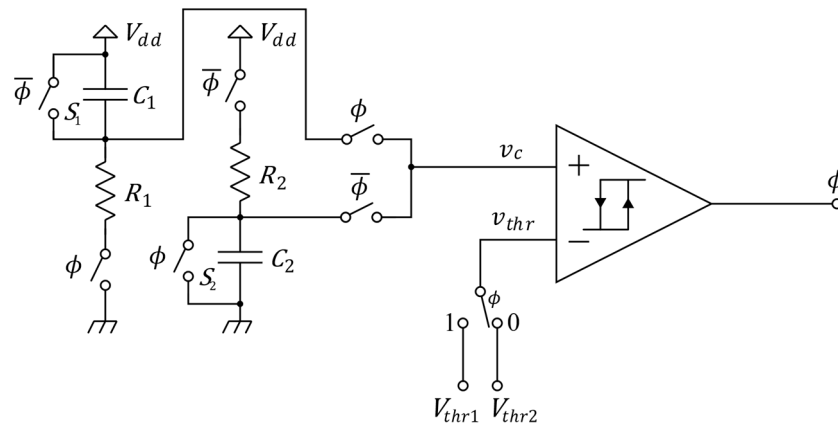 V_dd
V_dd
ϕ̅
S_1
C_1
ϕ̅
R_1
ϕ
R_2
ϕ
S_2
C_2
ϕ
ϕ̅
v_c
+
v_thr
−
ϕ
ϕ
1
0
V_thr1
V_thr2